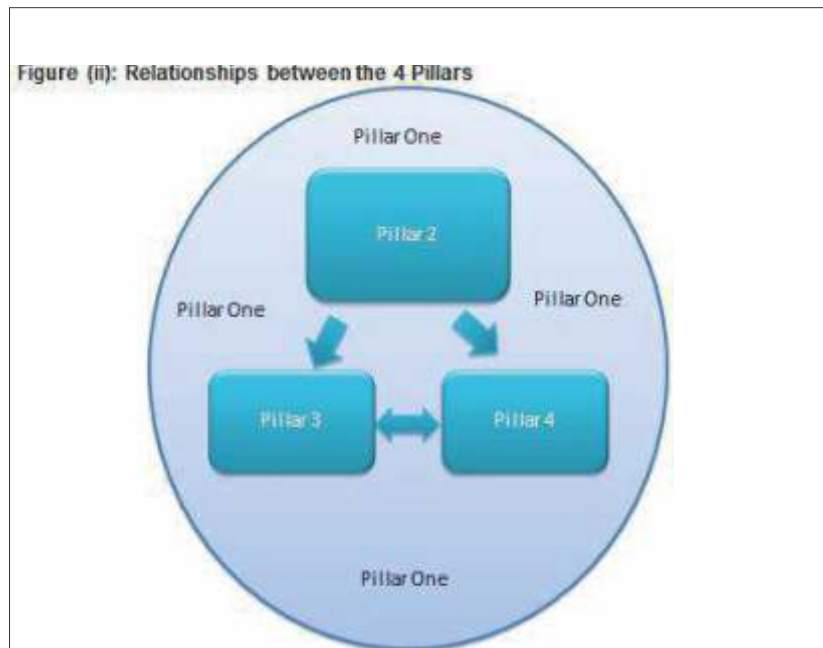 Figure (ii): Relationships between the 4 Pillars
Pillar One
Pillar 2
Pillar One
Pillar One
Pillar 3
Pillar 4
Pillar One